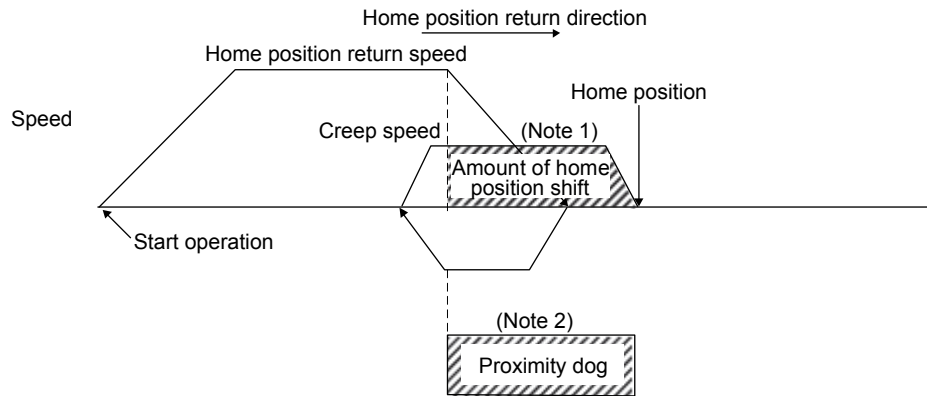 Home position return direction
Home position return speed
Home position
Speed
Creep speed
(Note 1)
Amount of home
position shift
Start operation
(Note 2)
Proximity dog